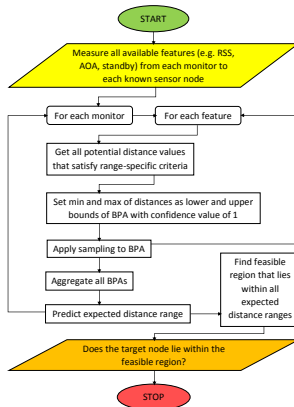 START
Measure all available features (e.g. RSS,
AOA, standby) from each monitor to
each known sensor node
For each monitor
For each feature
Get all potential distance values
that satisfy range-specific criteria
Set min and max of distances as lower and upper
bounds of BPA with confidence value of 1
Apply sampling to BPA
Aggregate all BPAs
Predict expected distance range
Find feasible
region that lies
within all
expected
distance ranges
Does the target node lie within the
feasible region?
STOP